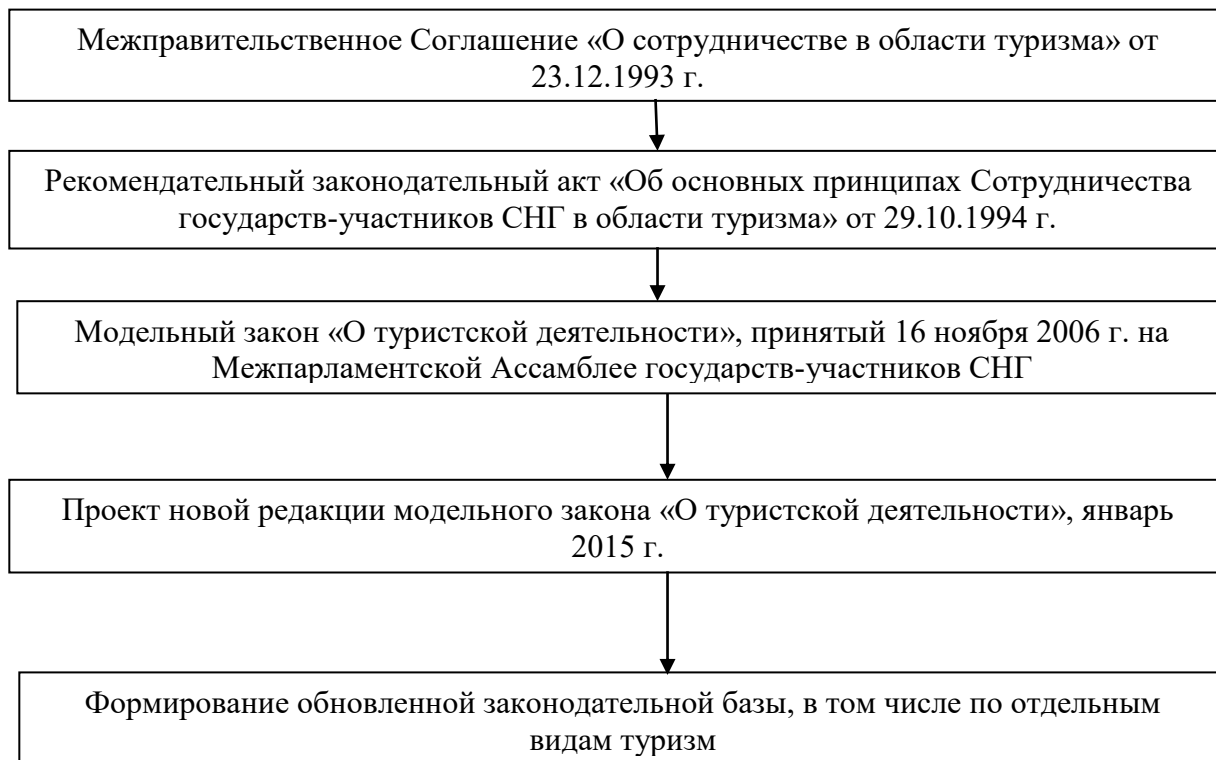 Межправительственное Соглашение «О сотрудничестве в области туризма» от
23.12.1993 г.
Рекомендательный законодательный акт «Об основных принципах Сотрудничества
государств-участников СНГ в области туризма» от 29.10.1994 г.
Модельный закон «О туристской деятельности», принятый 16 ноября 2006 г. на
Межпарламентской Ассамблее государств-участников СНГ
Проект новой редакции модельного закона «О туристской деятельности», январь
2015 г.
Формирование обновленной законодательной базы, в том числе по отдельным
видам туризм